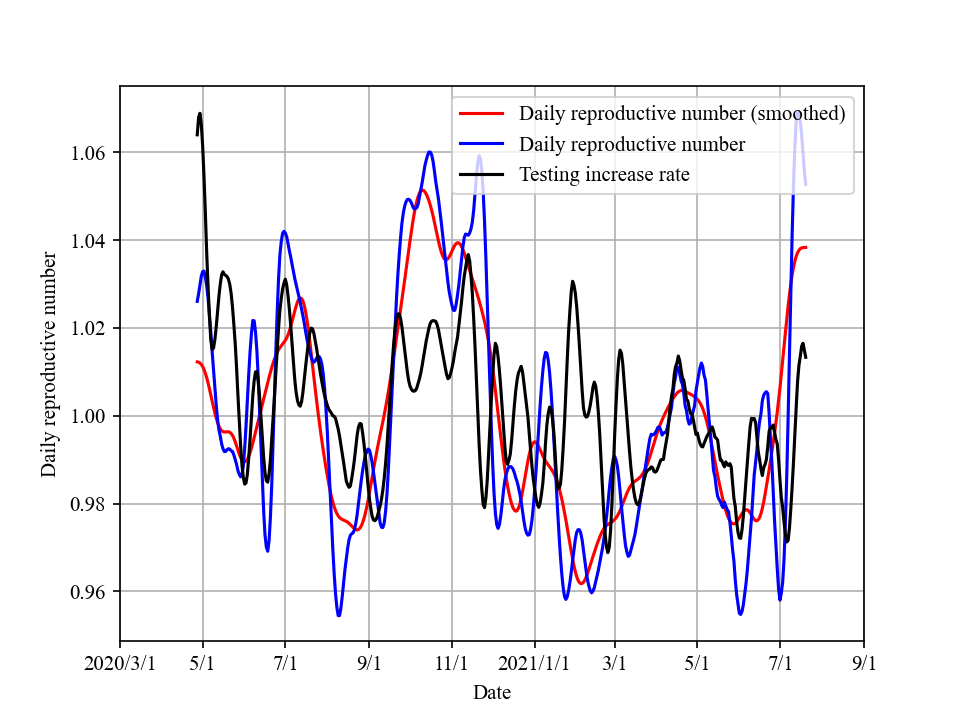 Daily reproductive number (smoothed)
Daily reproductive number
Testing increase rate
Daily reproductive number
1.06
1.04
1.02
1.00
0.98
0.96
2020/3/1 5/1 7/1 9/1 11/1 2021/1/1 3/1 5/1 7/1 9/1
Date